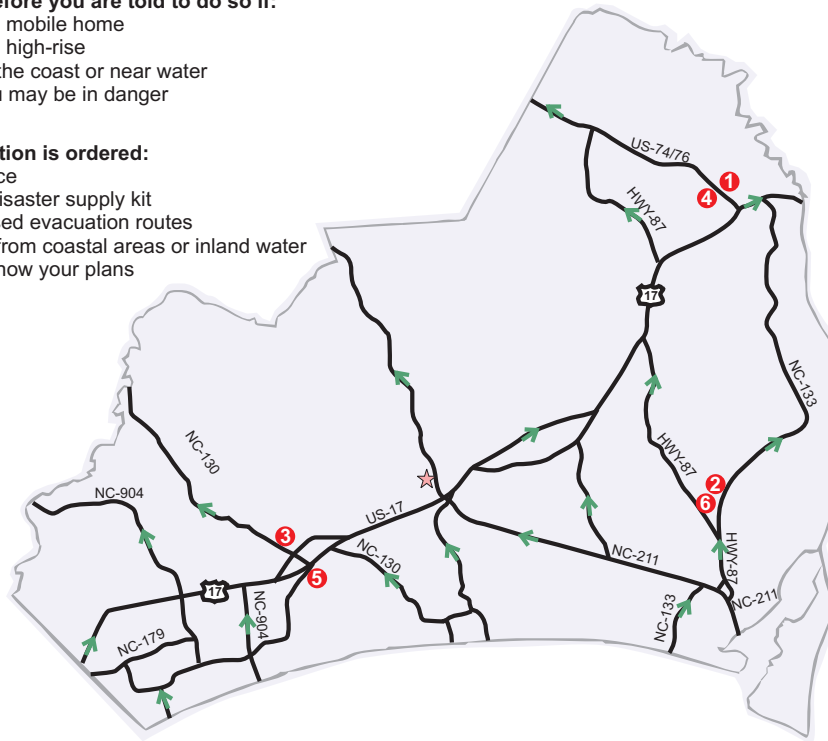 efore you are told to do so if:
mobile home
high-rise
the coast or near water
u may be in danger
tion is ordered:
ce
isaster supply kit
sed evacuation routes
from coastal areas or inland water
now your plans
US-74/76
1
4
HWY-87
17
NC-133
NC-130
HWY-87
2
6
NC-904
US-17
3
NC-130
5
NC-211
HWY-87
17
NC-904
NC-133
NC-211
NC-179